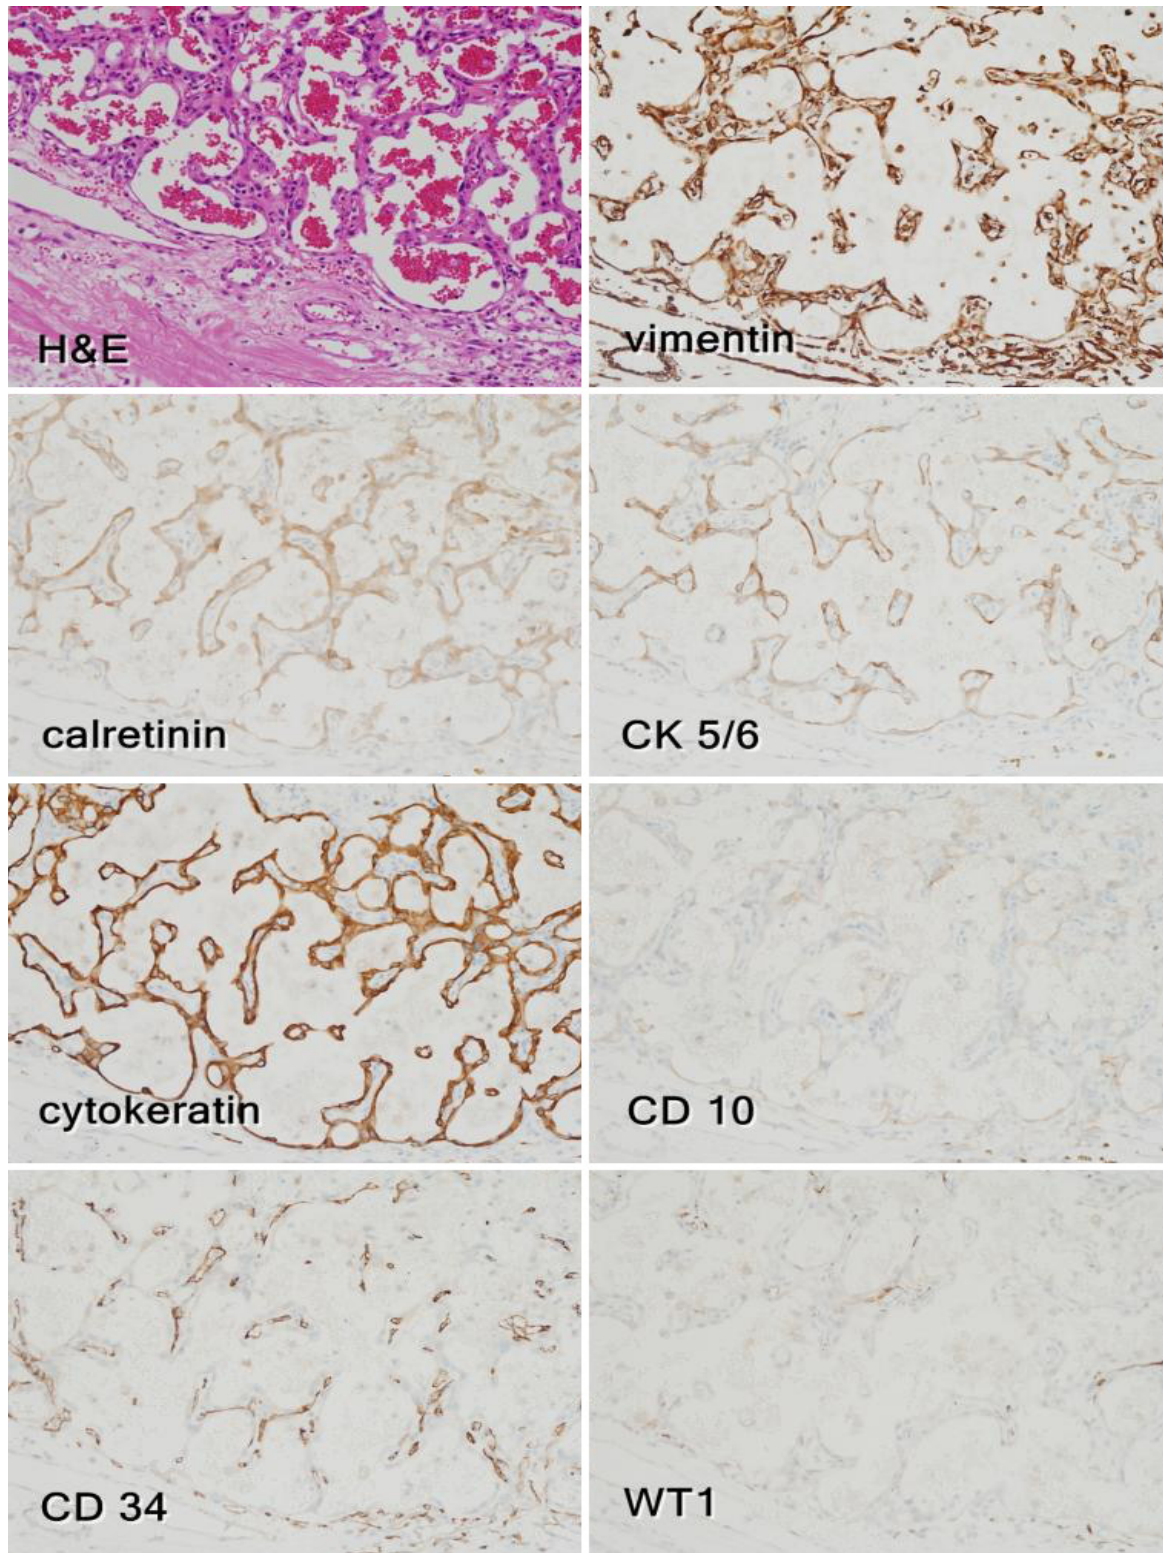 H&E
vimentin
calretinin
CK 5/6
cytokeratin
CD 10
CD 34
WT1